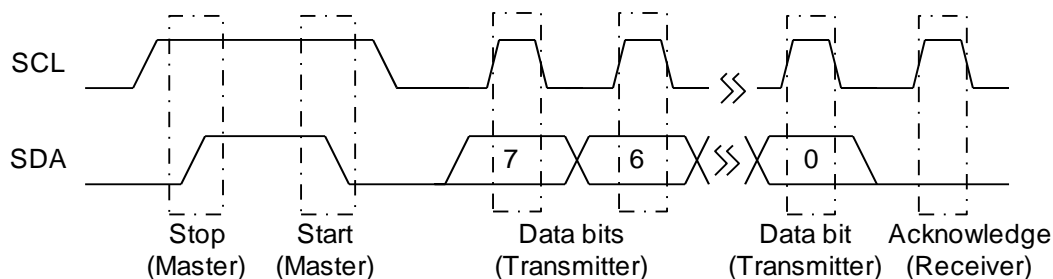 SCL
SDA
7 6 0
Stop Start Data bits Data bit Acknowledge
(Master) (Master) (Transmitter) (Transmitter) (Receiver)